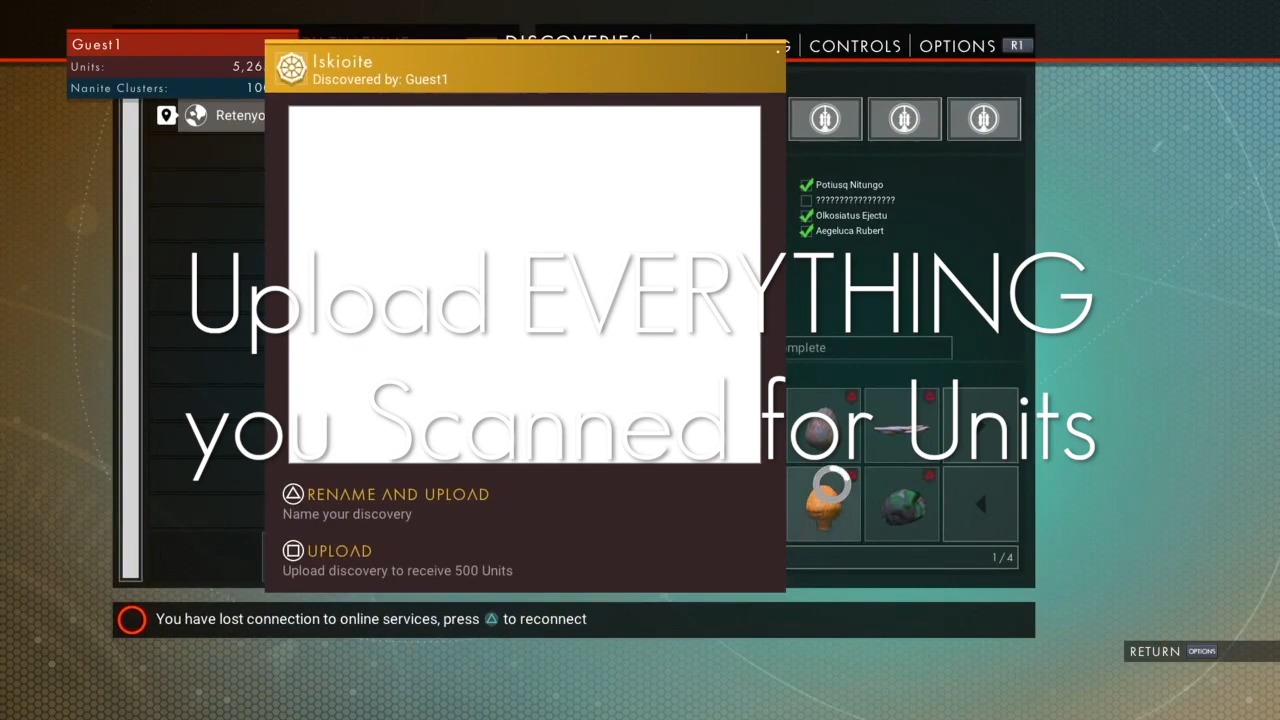 Guest1
Units: 5,26
Nanite Clusters: 10
DISCOVERIES
CONTROLS
OPTIONS R1
Iskioite
Discovered by: Guest1
Retenyo
Potiusq Nitungo
?????????????????
Olkosiatus Ejectu
Aegeluca Rubert
Upload EVERYTHING
you Scanned for Units
mplete
RENAME AND UPLOAD
Name your discovery
UPLOAD
Upload discovery to receive 500 Units
1/4
You have lost connection to online services, press to reconnect
RETURN OPTIONS